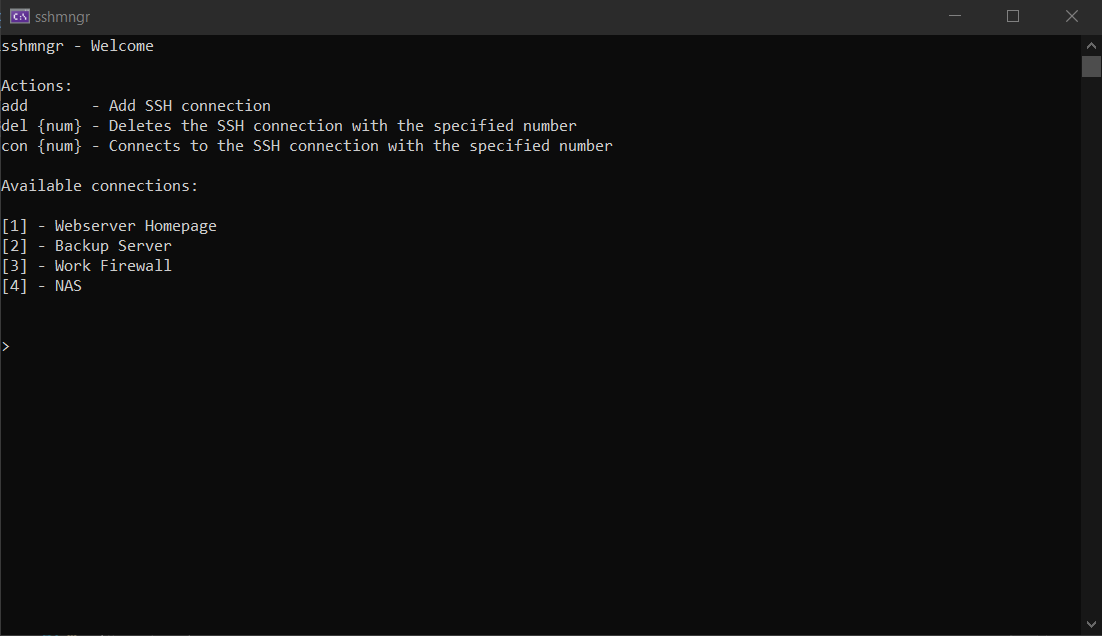 C:\ sshmngr
sshmngr - Welcome
Actions:
add       - Add SSH connection
del {num} - Deletes the SSH connection with the specified number
con {num} - Connects to the SSH connection with the specified number
Available connections:
[1] - Webserver Homepage
[2] - Backup Server
[3] - Work Firewall
[4] - NAS
>